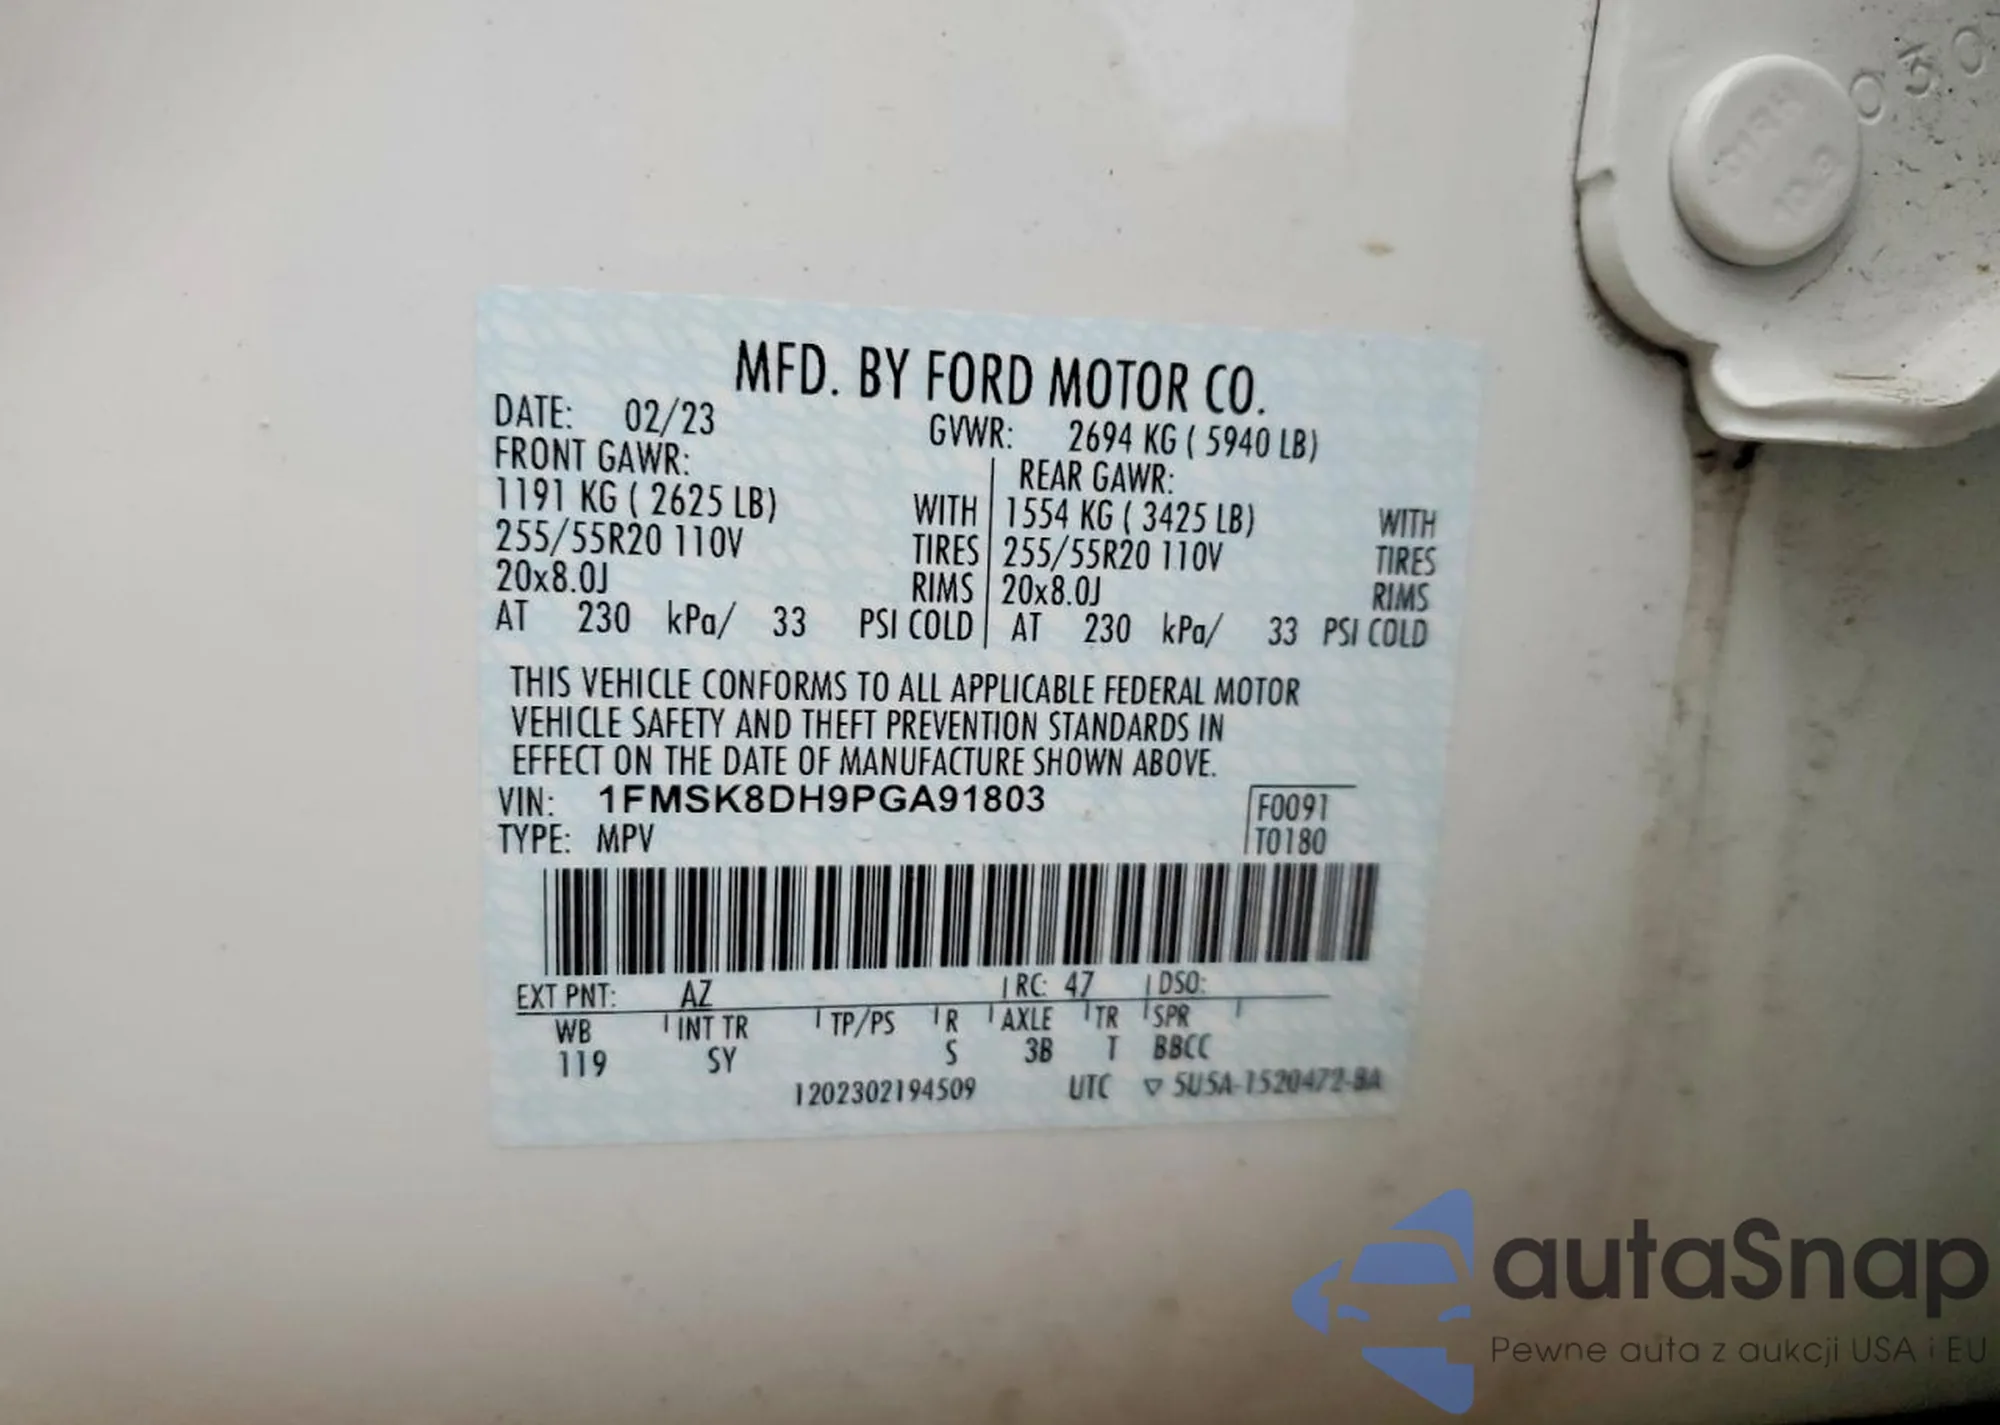 030
MFD. BY FORD MOTOR CO.
DATE: 02/23 GVWR: 2694 KG ( 5940 LB)
FRONT GAWR: REAR GAWR:
1191 KG ( 2625 LB) WITH 1554 KG ( 3425 LB) WITH
255/55R20 110V TIRES 255/55R20 110V TIRES
20x8.0J RIMS 20x8.0J RIMS
AT 230 kPa/ 33 PSI COLD AT 230 kPa/ 33 PSI COLD
THIS VEHICLE CONFORMS TO ALL APPLICABLE FEDERAL MOTOR
VEHICLE SAFETY AND THEFT PREVENTION STANDARDS IN
EFFECT ON THE DATE OF MANUFACTURE SHOWN ABOVE.
VIN: 1FMSK8DH9PGA91803 F0091
TYPE: MPV T0180
EXT PNT: AZ RC: 47 DSO:
WB INT TR TP/PS R AXLE TR SPR
119 SY S 3B T BBCC
1202302194509 UTC ▽ 5U5A-1520472-BA
autaSnap
Pewne auta z aukcji USA i EU